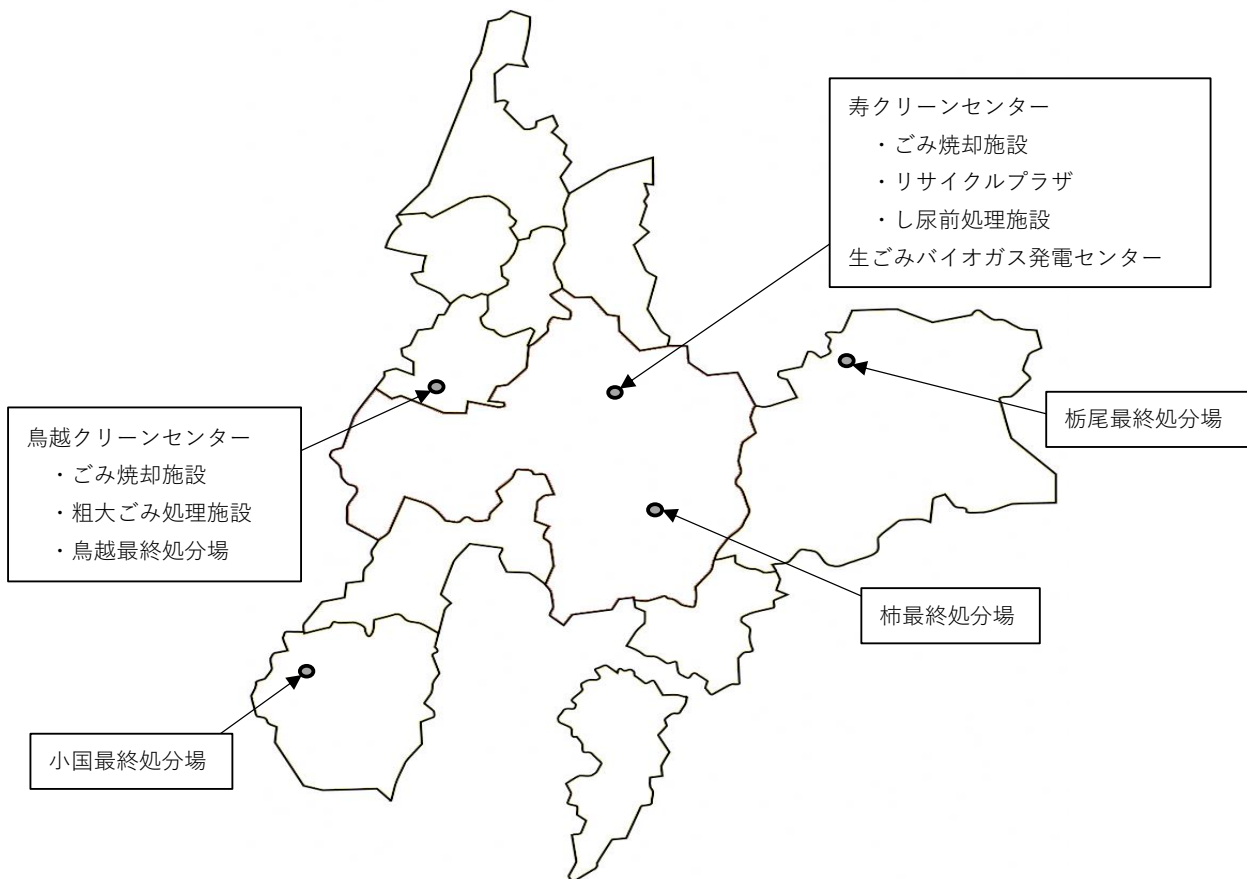 寿クリーンセンター
・ごみ焼却施設
・リサイクルプラザ
・し尿前処理施設
生ごみバイオガス発電センター
栃尾最終処分場
鳥越クリーンセンター
・ごみ焼却施設
・粗大ごみ処理施設
・鳥越最終処分場
柿最終処分場
小国最終処分場